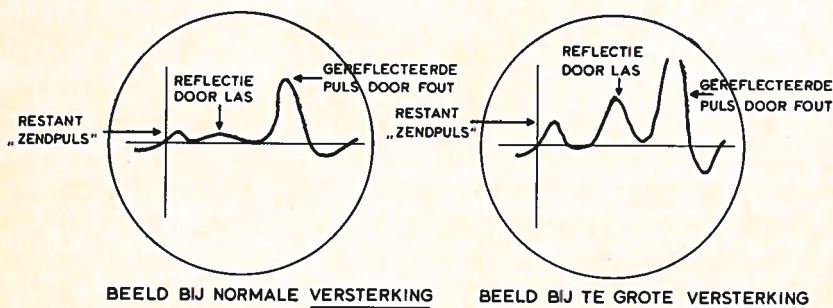 REFLECTIE
DOOR LAS
GEREFLECTEERDE
PULS DOOR FOUT
RESTANT
„ZENDPULS“
BEELD BIJ NORMALE VERSTERKING
REFLECTIE
DOOR LAS
GEREFLECTEERDE
PULS DOOR FOUT
RESTANT
„ZENDPULS“
BEELD BIJ TE GROTE VERSTERKING